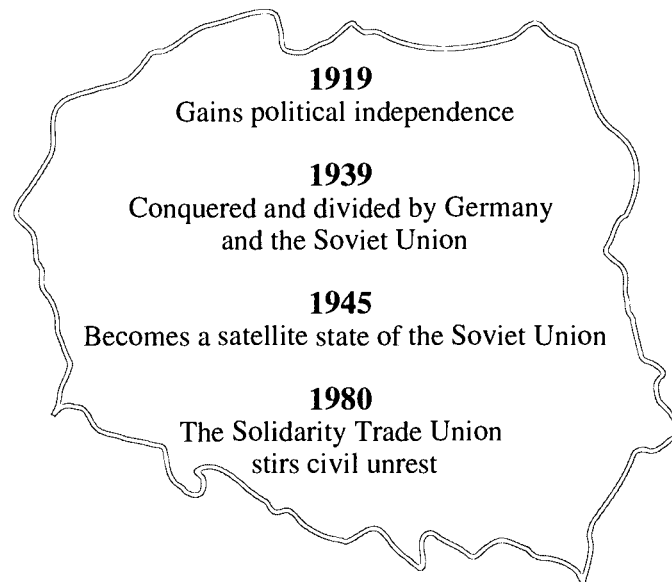 1919
Gains political independence
1939
Conquered and divided by Germany
and the Soviet Union
1945
Becomes a satellite state of the Soviet Union
1980
The Solidarity Trade Union
stirs civil unrest